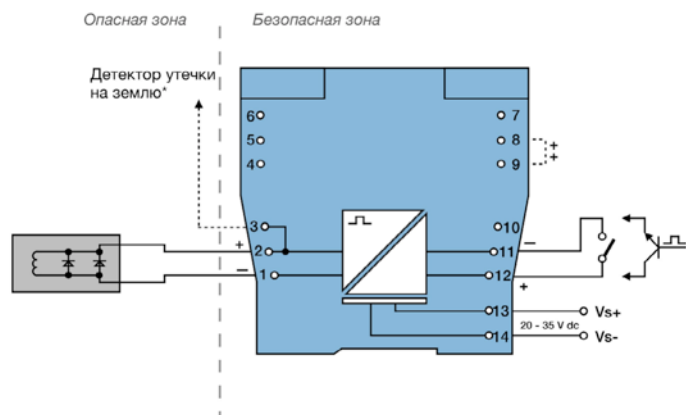 Опасная зона
Безопасная зона
Детектор утечки
на землю*
6
5
4
3
+
2
−
1
7
8
+
9
+
10
11
−
12
+
13
Vs+
20 - 35 V dc
14
Vs-